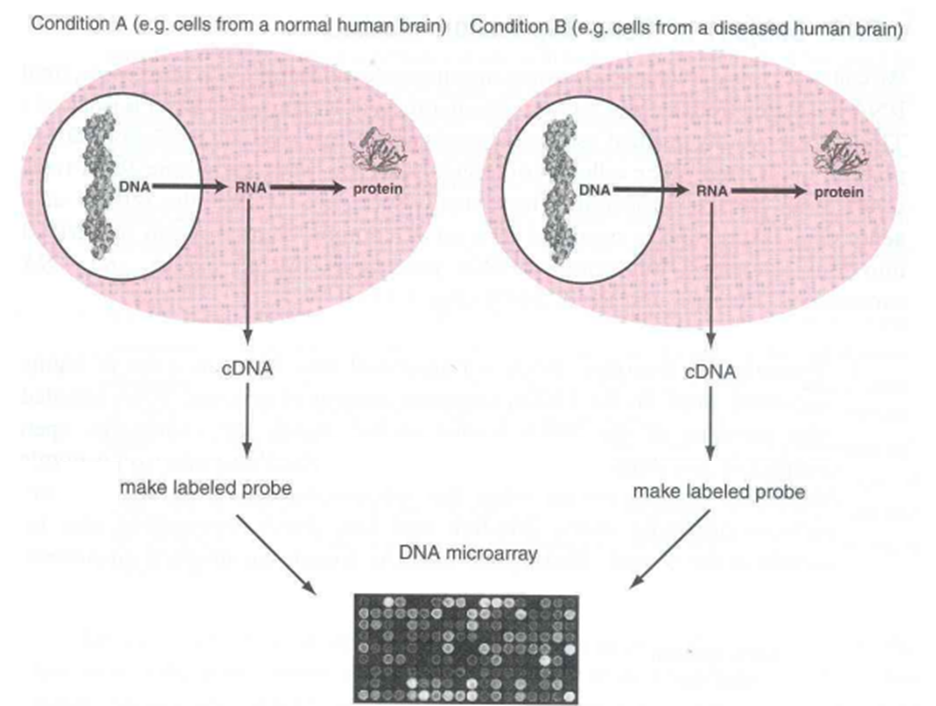 Condition A (e.g. cells from a normal human brain)
Condition B (e.g. cells from a diseased human brain)
DNA
RNA
protein
DNA
RNA
protein
cDNA
cDNA
make labeled probe
make labeled probe
DNA microarray